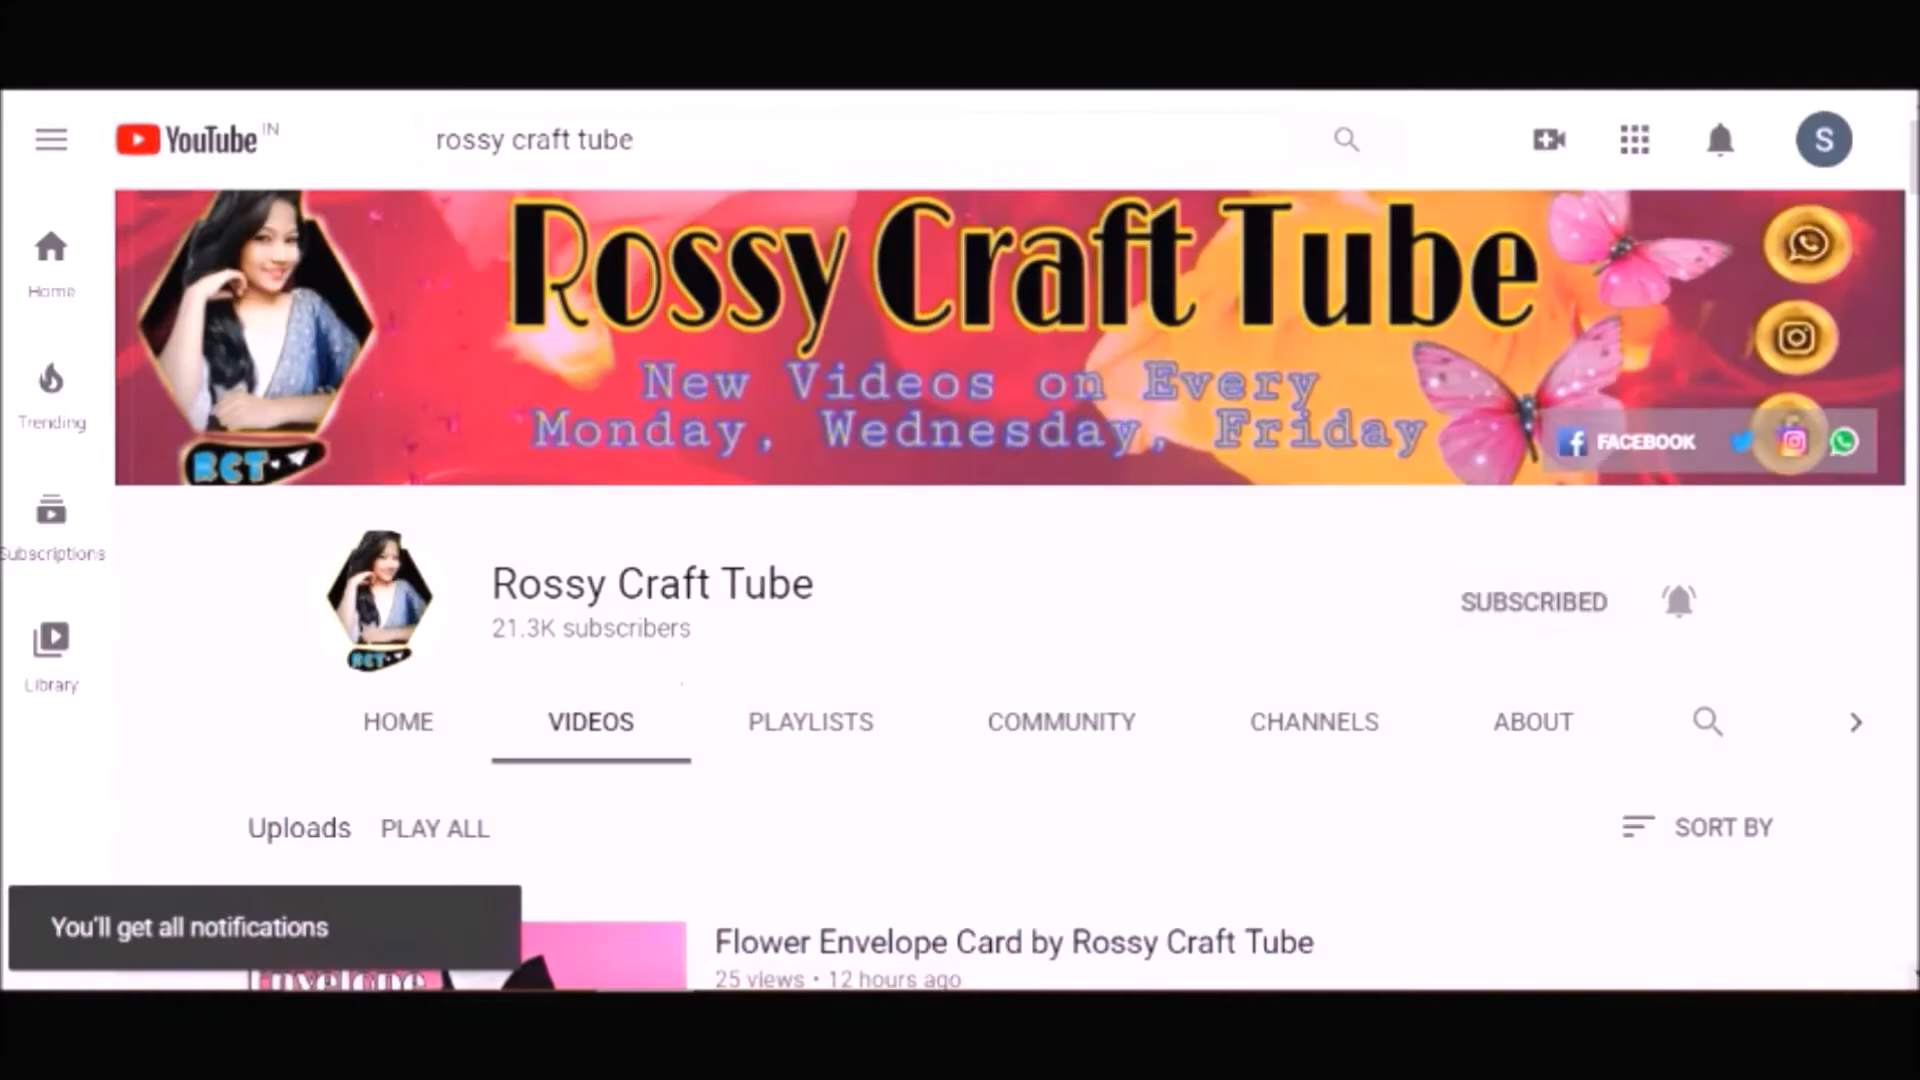 YouTube IN
rossy craft tube
S
Home
Trending
Subscriptions
Library
Rossy Craft Tube
New Videos on Every
Monday, Wednesday, Friday
RCT
FACEBOOK
Rossy Craft Tube
21.3K subscribers
RCT
SUBSCRIBED
HOME
VIDEOS
PLAYLISTS
COMMUNITY
CHANNELS
ABOUT
Uploads
PLAY ALL
SORT BY
You'll get all notifications
Envelope
Flower Envelope Card by Rossy Craft Tube
25 views • 12 hours ago